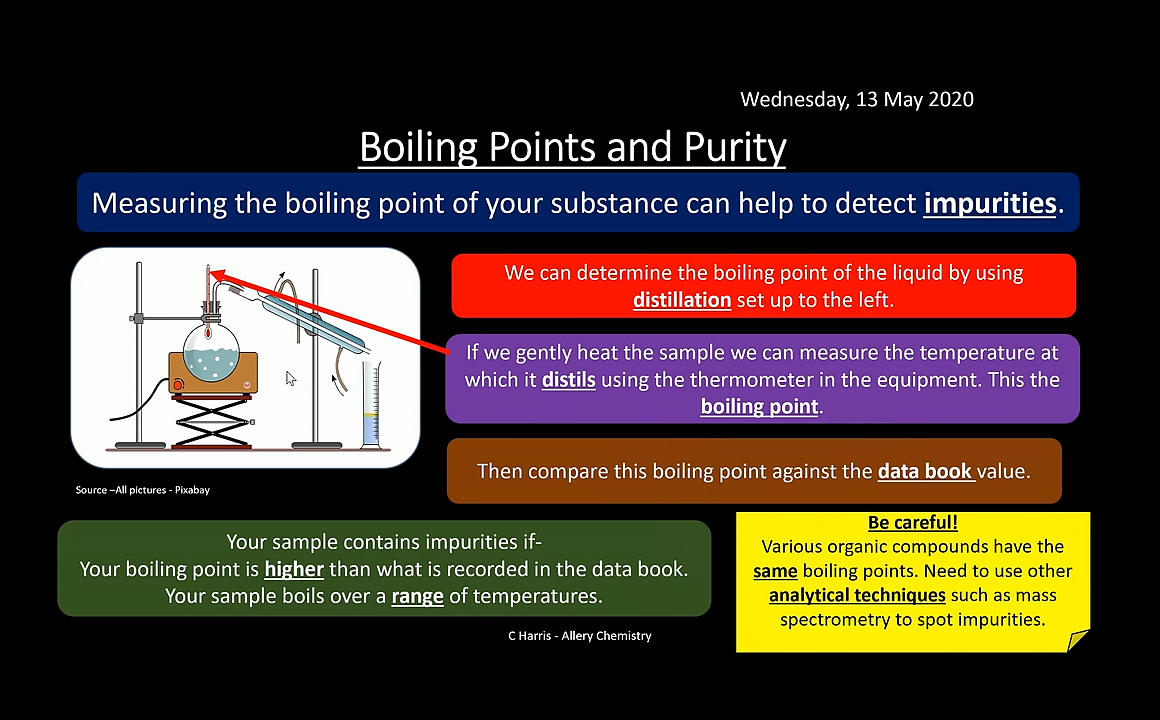 Wednesday, 13 May 2020
Boiling Points and Purity
Measuring the boiling point of your substance can help to detect impurities.
We can determine the boiling point of the liquid by using
distillation set up to the left.
If we gently heat the sample we can measure the temperature at
which it distils using the thermometer in the equipment. This the
boiling point.
Then compare this boiling point against the data book value.
Source –All pictures - Pixabay
Your sample contains impurities if-
Your boiling point is higher than what is recorded in the data book.
Your sample boils over a range of temperatures.
Be careful!
Various organic compounds have the
same boiling points. Need to use other
analytical techniques such as mass
spectrometry to spot impurities.
C Harris - Allery Chemistry